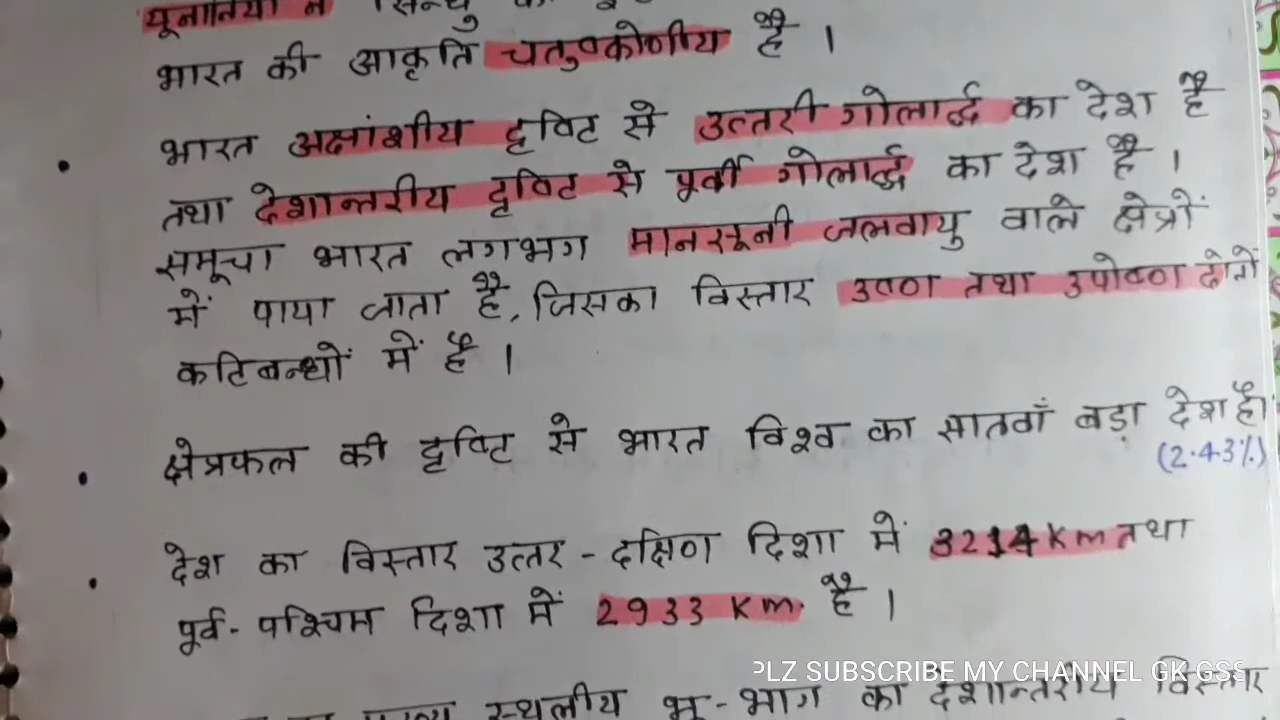 यूनानियों ने सिन्धु
भारत की आकृति चतुष्कोणीय है ।
भारत अक्षांशीय दृष्टि से उत्तरी गोलार्द्ध का देश है
तथा देशान्तरीय दृष्टि से पूर्वी गोलार्द्ध का देश है ।
समूचा भारत लगभग मानसूनी जलवायु वाले क्षेत्रों
में पाया जाता है, जिसका विस्तार उष्ण तथा उपोष्ण दोनों
कटिबन्धों में है ।
क्षेत्रफल की दृष्टि से भारत विश्व का सातवाँ बड़ा देश है।
(2.43%)
देश का विस्तार उत्तर - दक्षिण दिशा में 3214 Km तथा
पूर्व - पश्चिम दिशा में 2933 Km. है ।
PLZ SUBSCRIBE MY CHANNEL GK GSS
स्थलीय भू-भाग का देशान्तरीय विस्तार